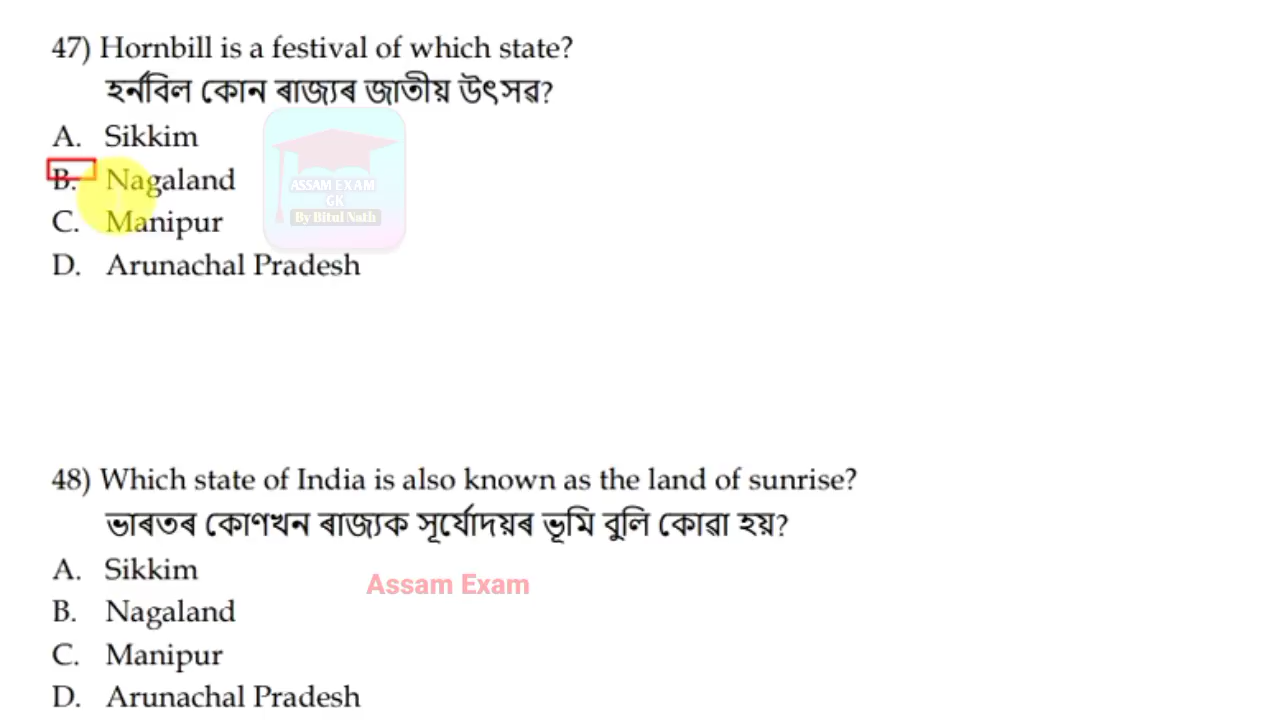 47) Hornbill is a festival of which state?
হৰ্নবিল কোন ৰাজ্যৰ জাতীয় উৎসৱ?
A. Sikkim
B. Nagaland
C. Manipur
D. Arunachal Pradesh
ASSAM EXAM
GK
By Bitul Nath
48) Which state of India is also known as the land of sunrise?
ভাৰতৰ কোণখন ৰাজ্যক সূৰ্যোদয়ৰ ভূমি বুলি কোৱা হয়?
A. Sikkim
Assam Exam
B. Nagaland
C. Manipur
D. Arunachal Pradesh